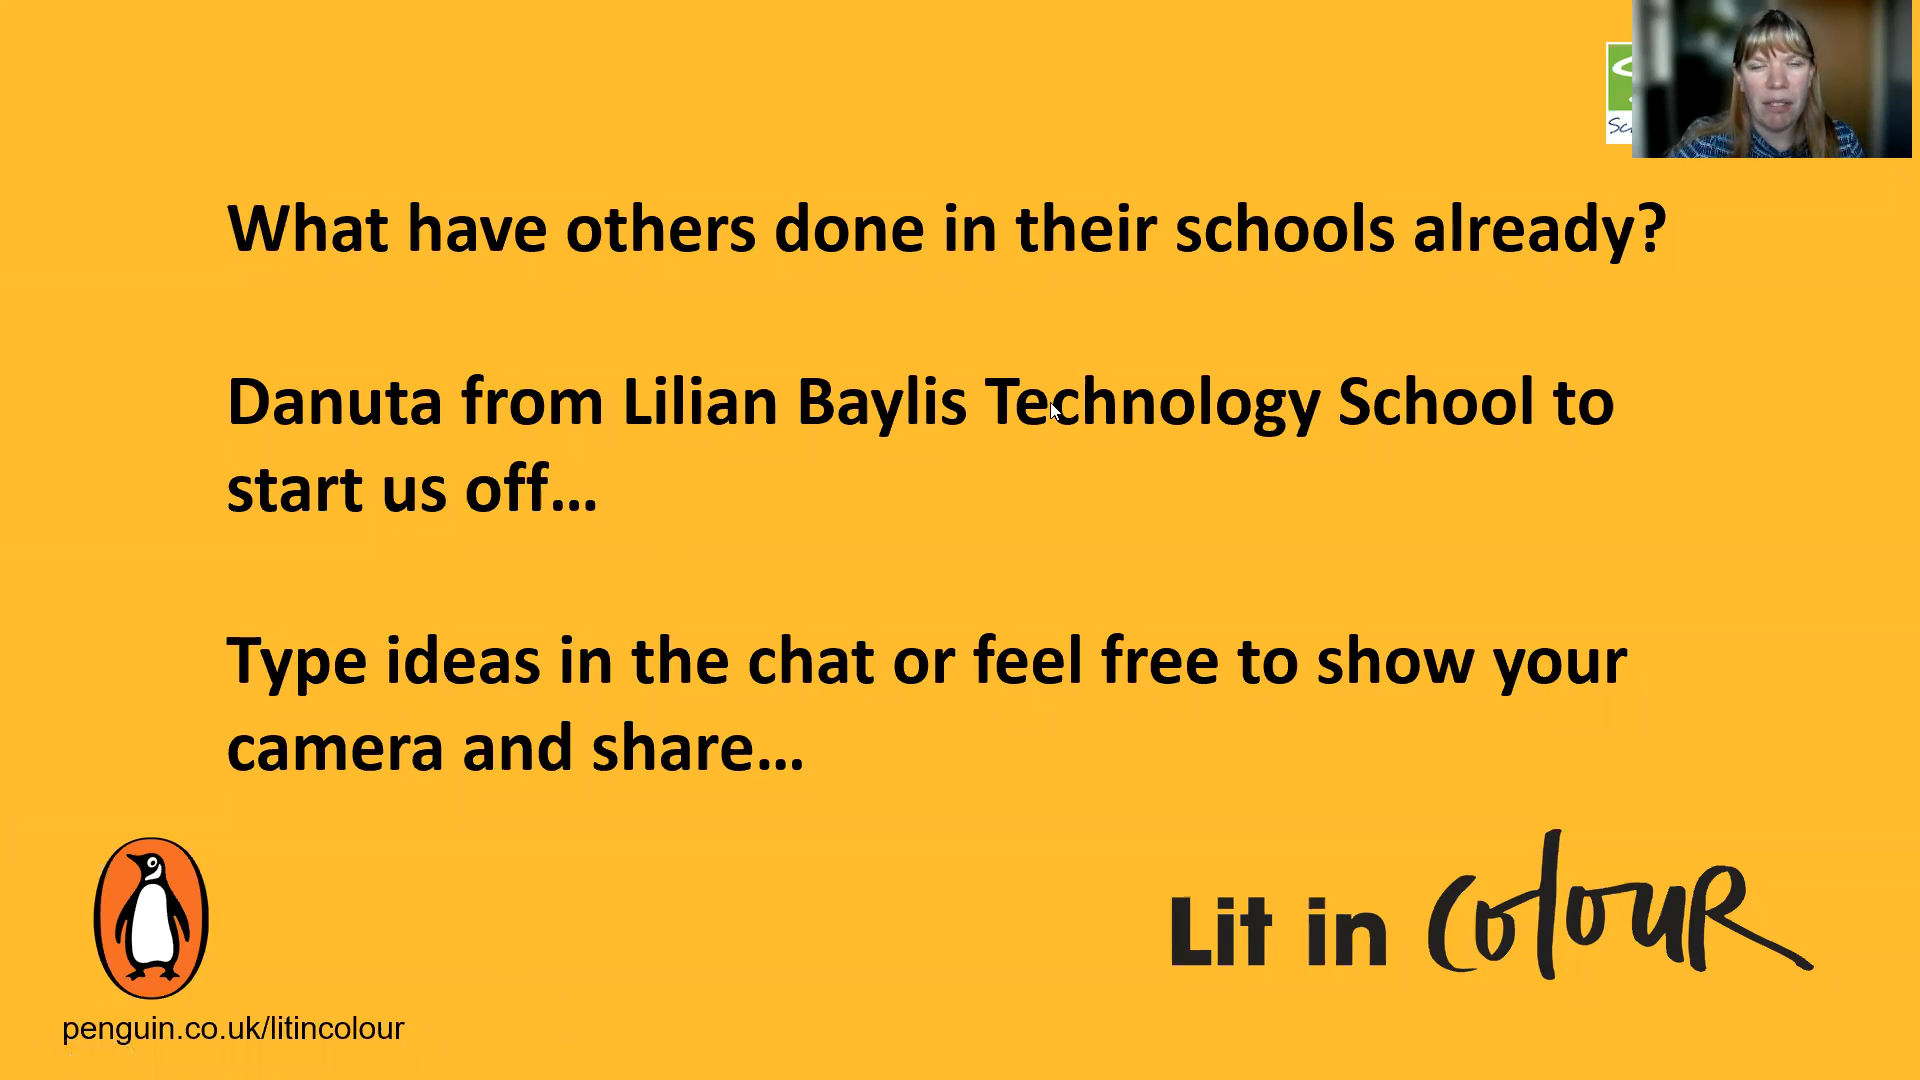 What have others done in their schools already?
Danuta from Lilian Baylis Technology School to
start us off...
Type ideas in the chat or feel free to show your
camera and share...
Lit in Colour
penguin.co.uk/litincolour